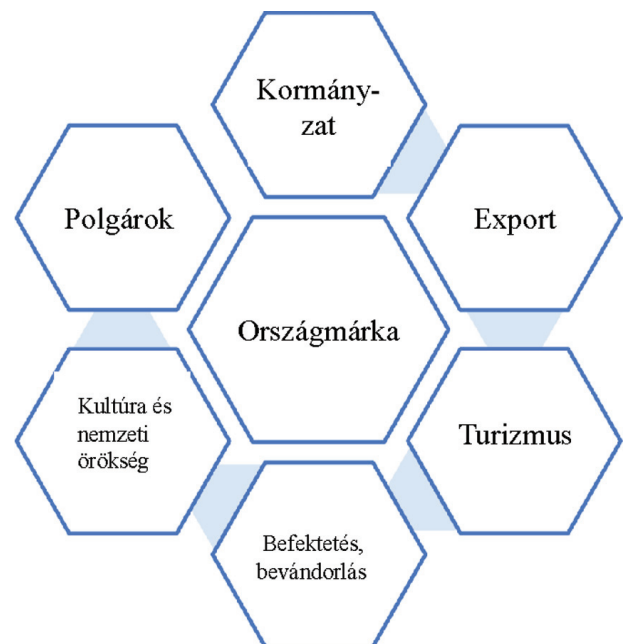 Kormány-
zat
Polgárok
Export
Országmárka
Kultúra és
nemzeti
örökség
Turizmus
Befektetés,
bevándorlás